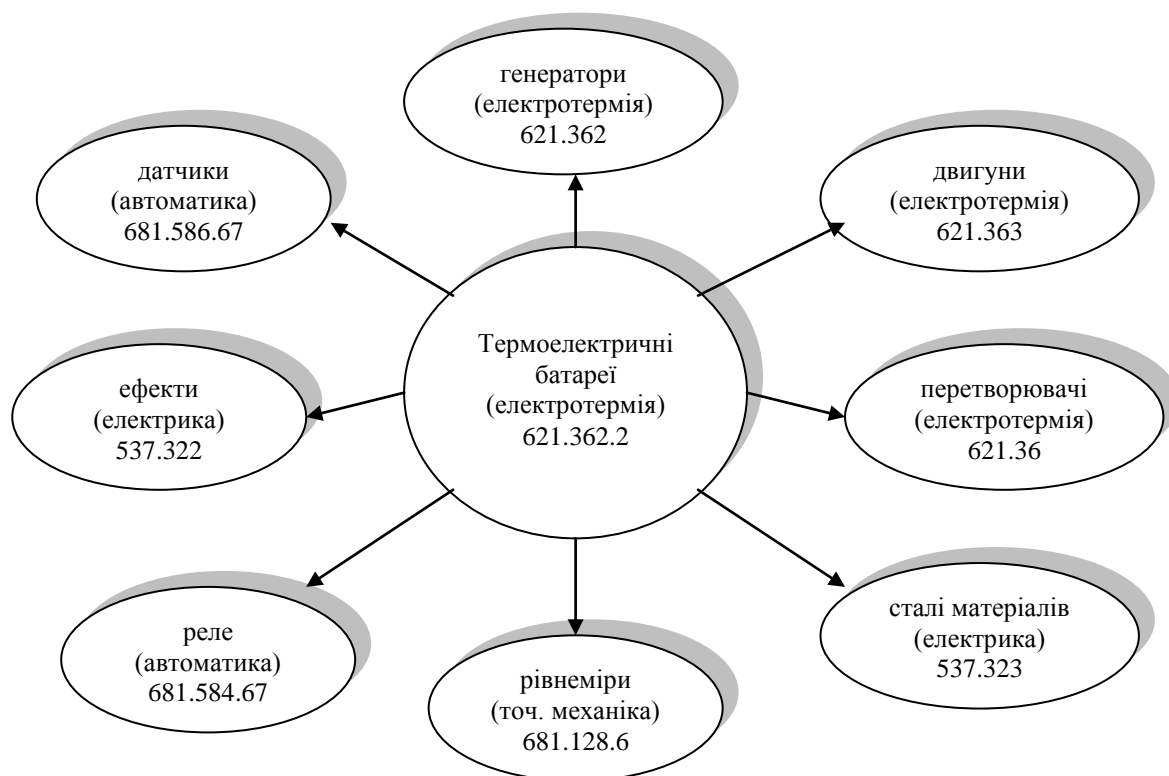 генератори
(електротермія)
621.362
датчики
(автоматика)
681.586.67
двигуни
(електротермія)
621.363
Термоелектричні
батареї
(електротермія)
621.362.2
ефекти
(електрика)
537.322
перетворювачі
(електротермія)
621.36
реле
(автоматика)
681.584.67
рівнеміри
(точ. механіка)
681.128.6
сталі матеріалів
(електрика)
537.323